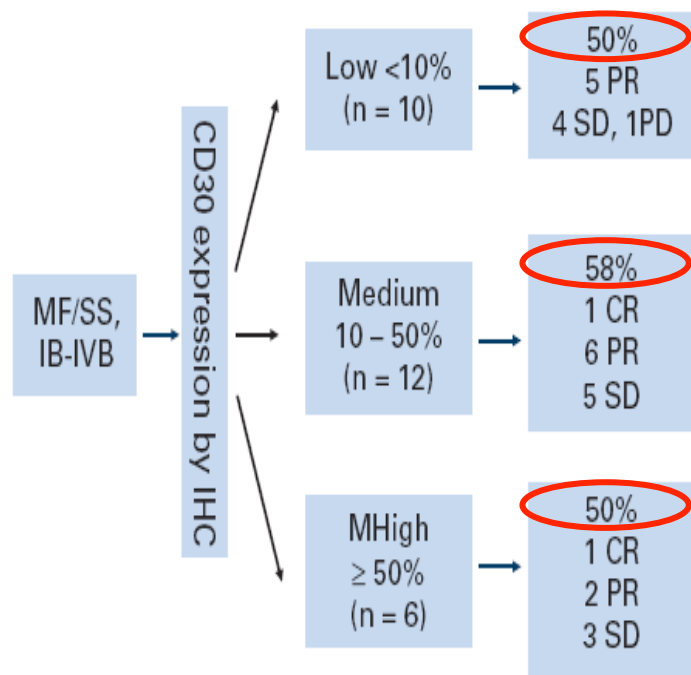 MF/SS,
IB-IVB
CD30 expression by IHC
Low <10%
(n = 10)
50%
5 PR
4 SD, 1PD
Medium
10 – 50%
(n = 12)
58%
1 CR
6 PR
5 SD
MHigh
≥ 50%
(n = 6)
50%
1 CR
2 PR
3 SD